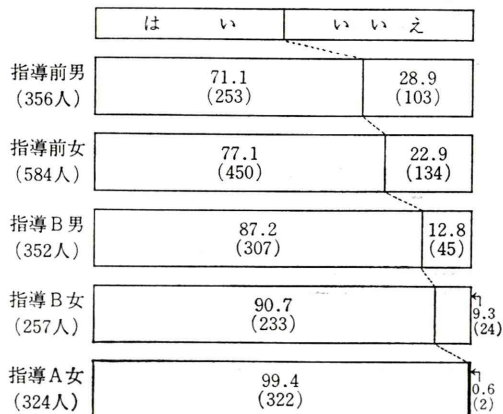 は い いいえ
指導前男 71.1 28.9
(356人) (253) (103)
指導前女 77.1 22.9
(584人) (450) (134)
指導B男 87.2 12.8
(352人) (307) (45)
指導B女 90.7 9.3
(257人) (233) (24)
指導A女 99.4 0.6
(324人) (322) (2)